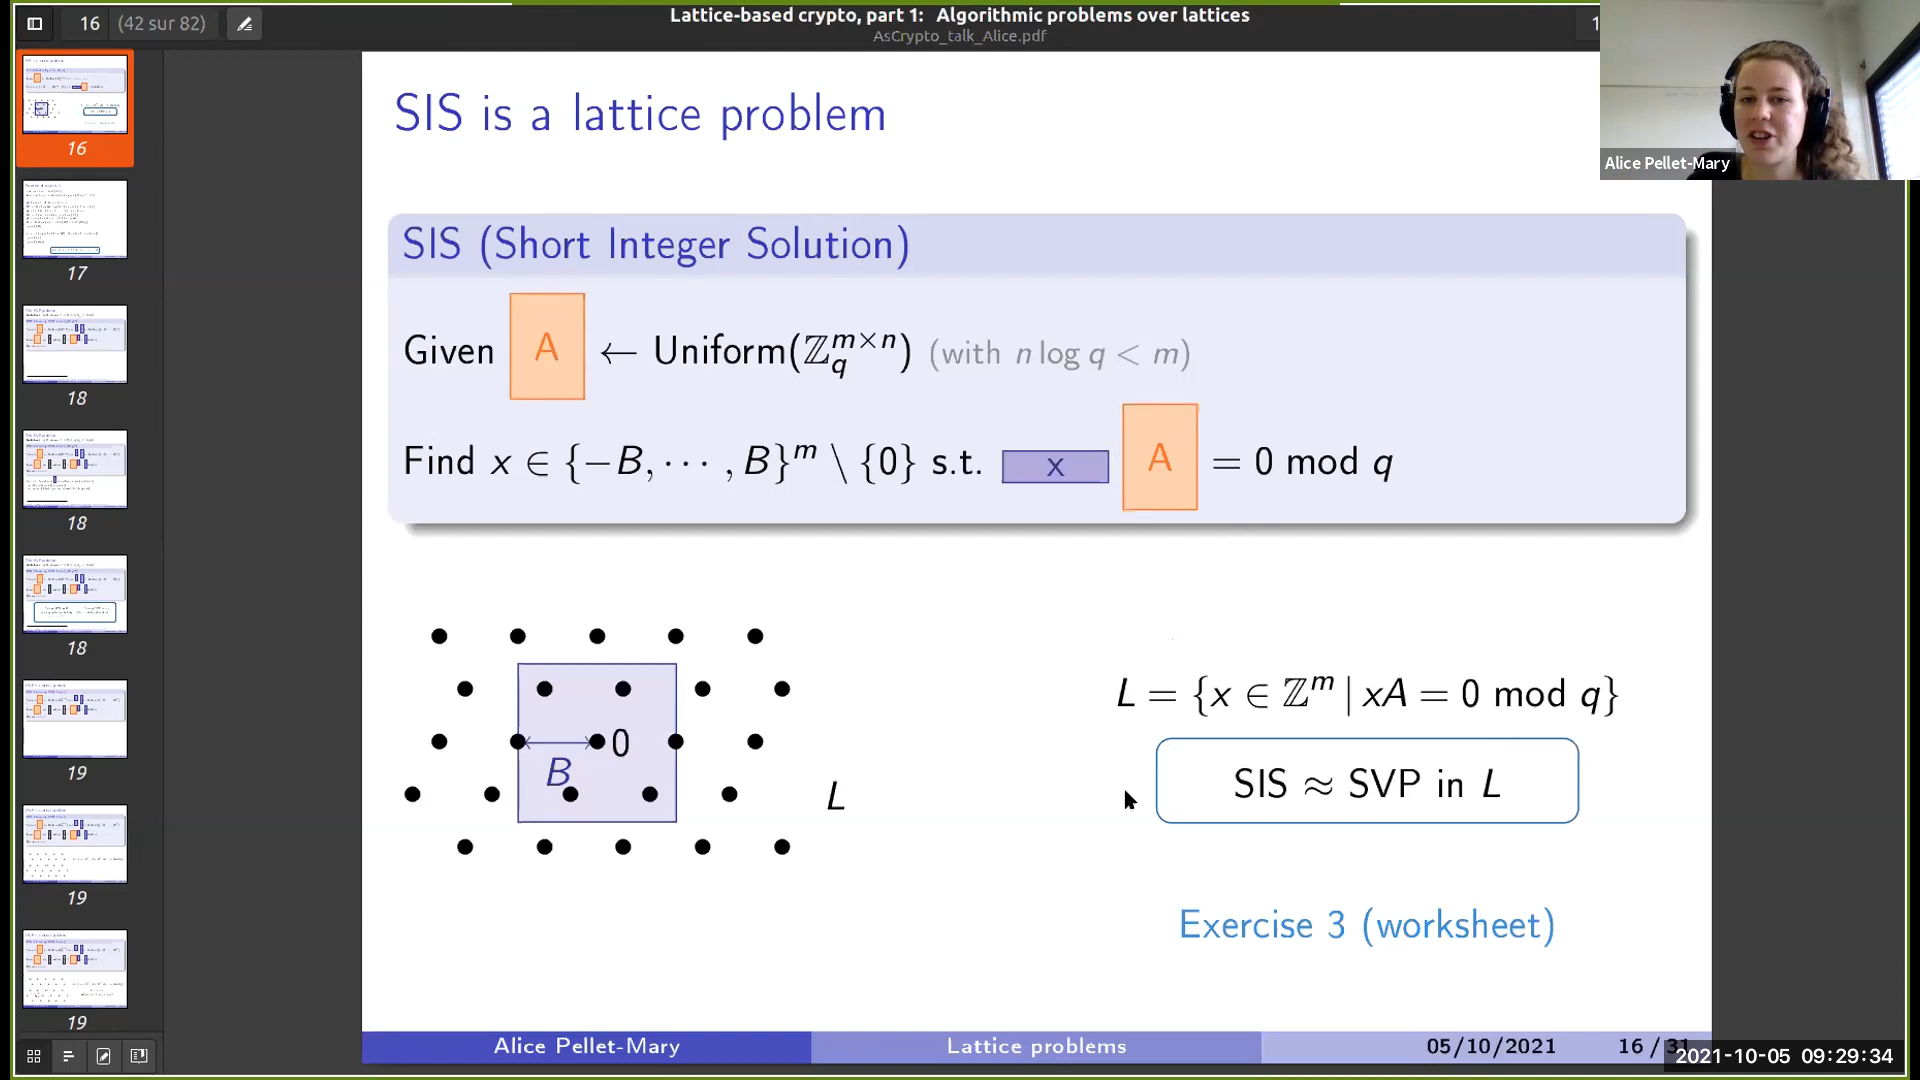 16 (42 sur 82)
Lattice-based crypto, part 1: Algorithmic problems over lattices
AsCrypto_talk_Alice.pdf
Alice Pellet-Mary
SIS is a lattice problem
SIS (Short Integer Solution)
Given A ← Uniform(ℤ_q^{m×n}) (with n log q < m)
Find x ∈ {−B, ⋯ , B}^m \ {0} s.t. x A = 0 mod q
0
B
L
L = {x ∈ ℤ^m | xA = 0 mod q}
SIS ≈ SVP in L
Exercise 3 (worksheet)
Alice Pellet-Mary Lattice problems 05/10/2021 16 / 31
2021-10-05 09:29:34
16
17
18
18
18
19
19
19